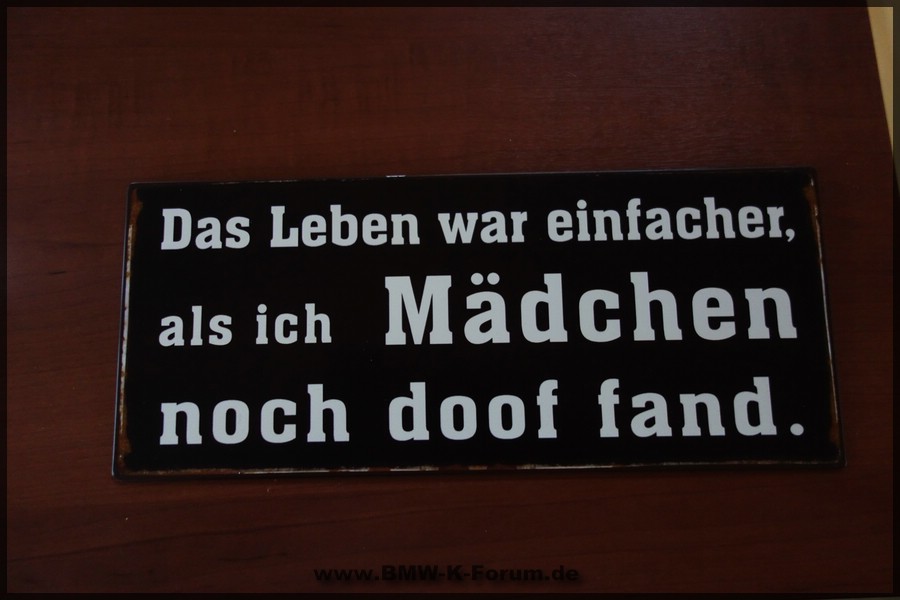 Das Leben war einfacher,
als ich Mädchen
noch doof fand.
www.BMW-K-Forum.de